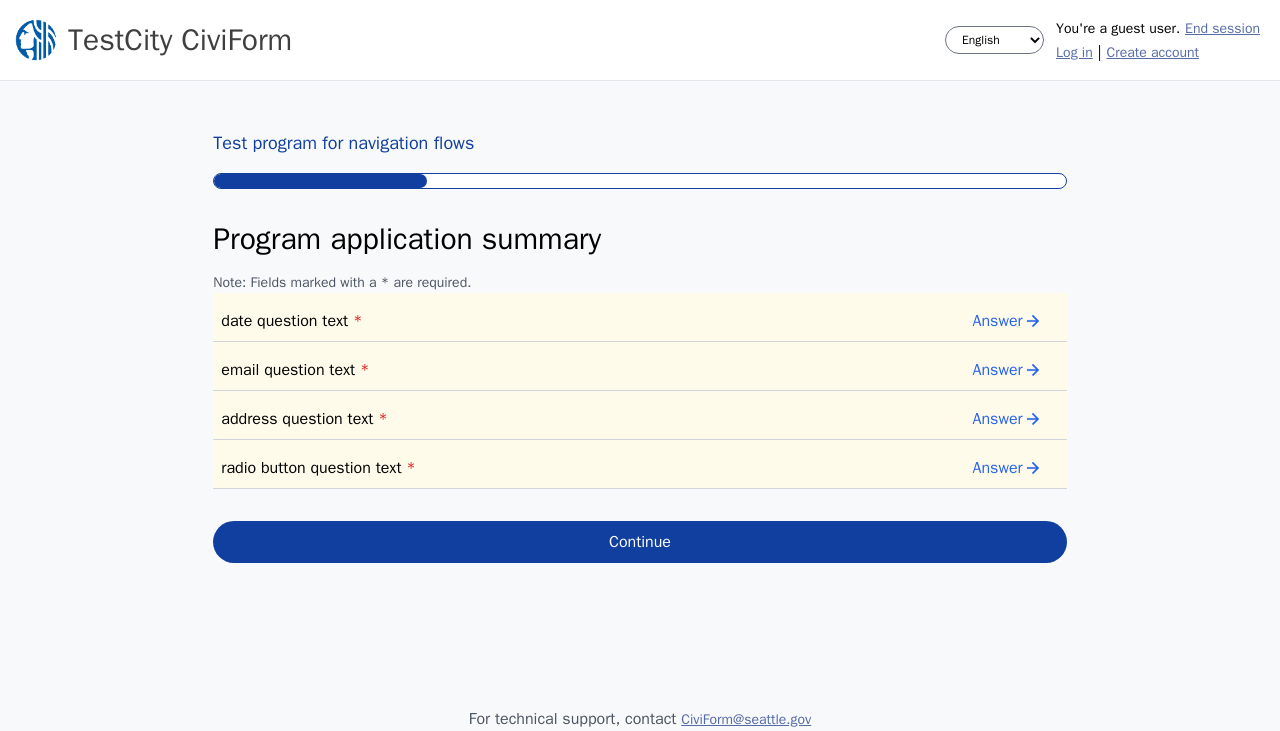 TestCity CiviForm
English
You're a guest user. End session
Log in | Create account
Test program for navigation flows
Program application summary
Note: Fields marked with a * are required.
date question text * Answer
email question text * Answer
address question text * Answer
radio button question text * Answer
Continue
For technical support, contact CiviForm@seattle.gov